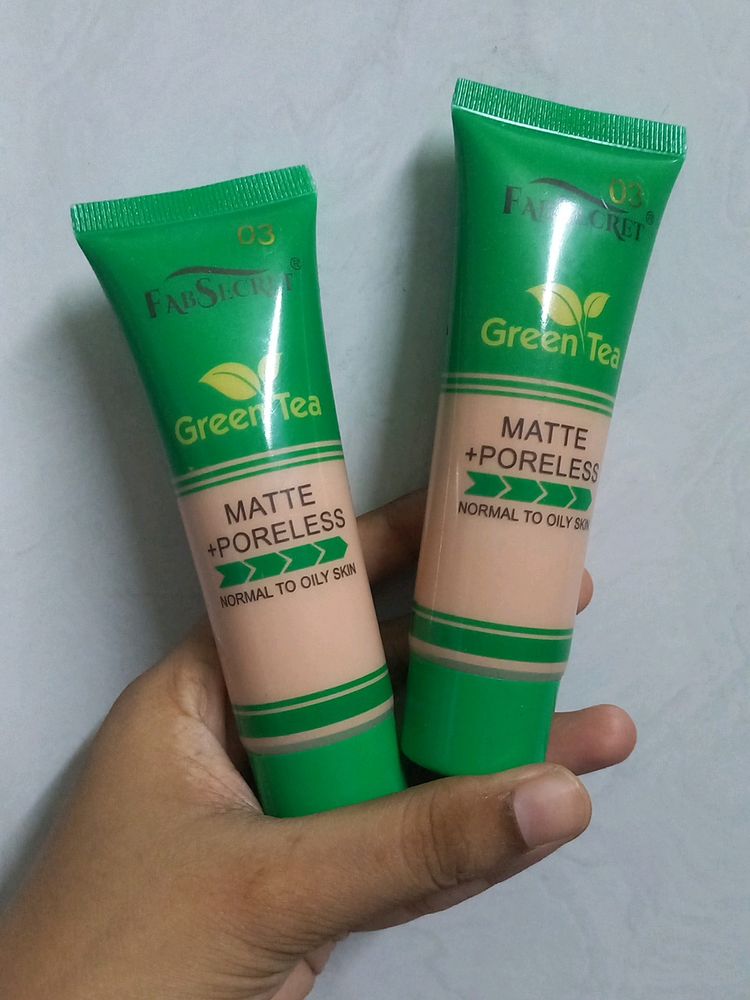 03
FABSECRET®
Green Tea
MATTE
+PORELESS
NORMAL TO OILY SKIN
03
FABSECRET®
Green Tea
MATTE
+PORELESS
NORMAL TO OILY SKIN